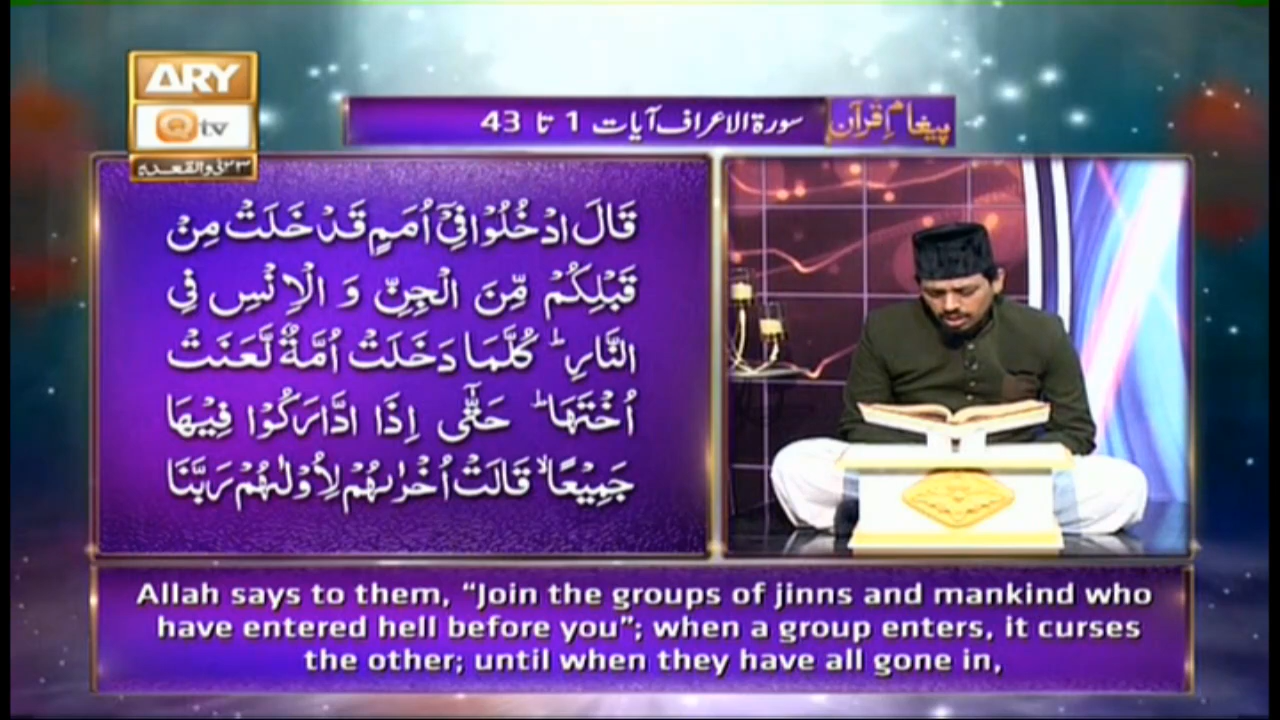 ARY
Qtv
۲۳ ذوالقعدہ
پیغامِ قرآن
سورۃ الاعراف آیات 1 تا 43
قَالَ ادْخُلُوْا فِیْۤ اُمَمٍ قَدْ خَلَتْ مِنْ
قَبْلِكُمْ مِّنَ الْجِنِّ وَ الْاِنْسِ فِی
النَّارِ ؕ كُلَّمَا دَخَلَتْ اُمَّةٌ لَّعَنَتْ
اُخْتَهَا ؕ حَتّٰۤی اِذَا ادَّارَكُوْا فِیْهَا
جَمِیْعًا ۙ قَالَتْ اُخْرٰىهُمْ لِاُوْلٰىهُمْ رَبَّنَا
Allah says to them, “Join the groups of jinns and mankind who
have entered hell before you”; when a group enters, it curses
the other; until when they have all gone in,